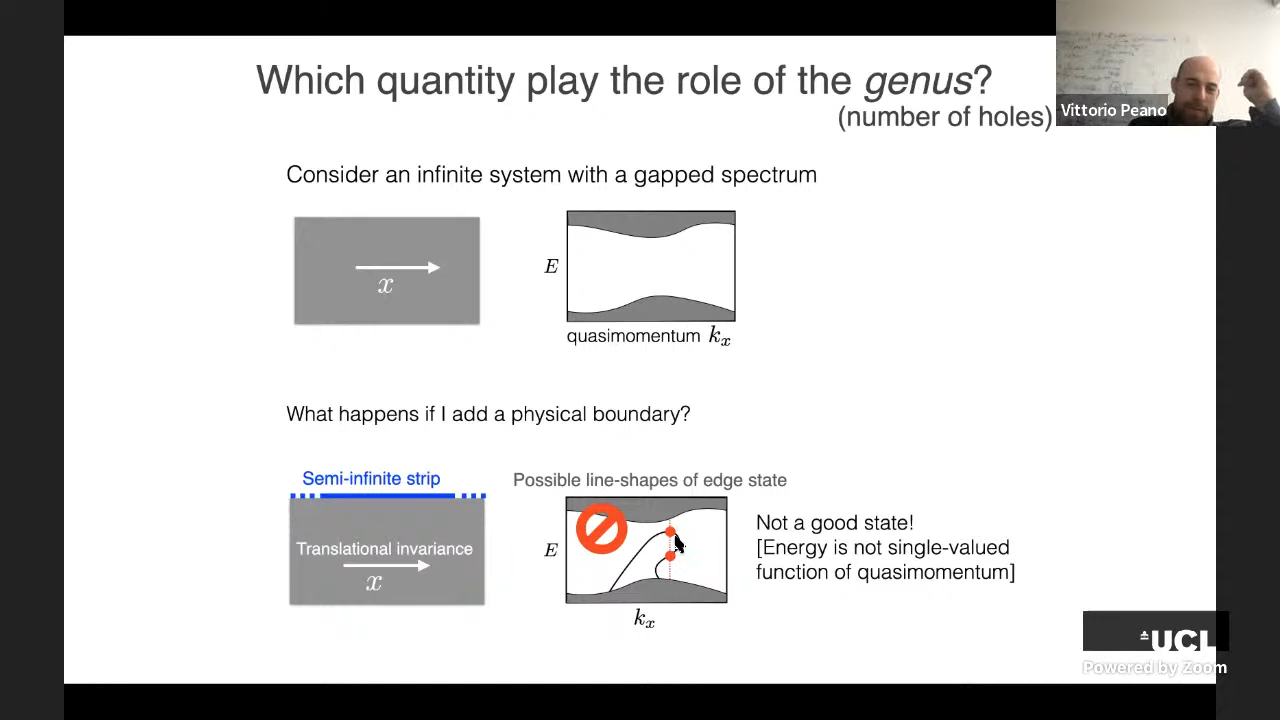 Which quantity play the role of the genus?
(number of holes)
Vittorio Peano
Consider an infinite system with a gapped spectrum
x
E
quasimomentum kₓ
What happens if I add a physical boundary?
Semi-infinite strip
Possible line-shapes of edge state
Translational invariance
x
E
kₓ
Not a good state!
[Energy is not single-valued
function of quasimomentum]
UCL
Powered by Zoom